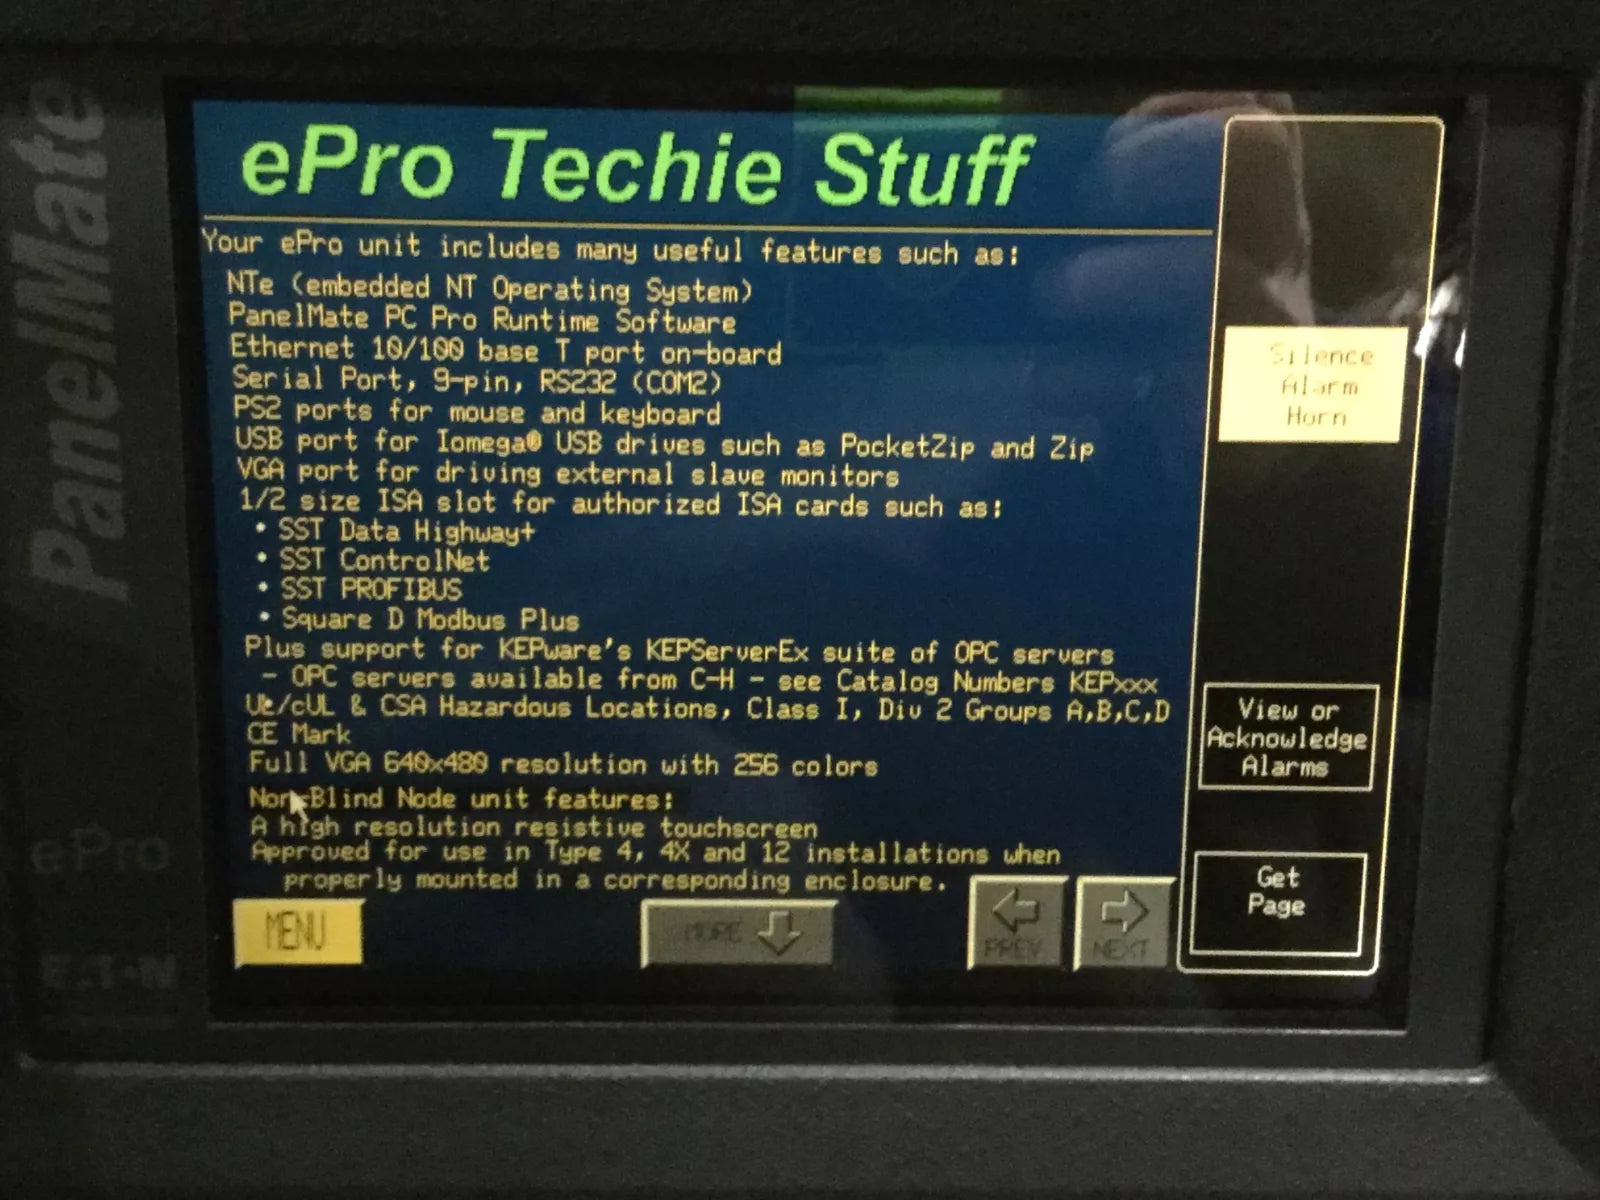 PanelMate
ePro
EATON
ePro Techie Stuff
Your ePro unit includes many useful features such as:
NTe (embedded NT Operating System)
PanelMate PC Pro Runtime Software
Ethernet 10/100 base T port on-board
Serial Port, 9-pin, RS232 (COM2)
PS2 ports for mouse and keyboard
USB port for Iomega® USB drives such as PocketZip and Zip
VGA port for driving external slave monitors
1/2 size ISA slot for authorized ISA cards such as:
• SST Data Highway+
• SST ControlNet
• SST PROFIBUS
• Square D Modbus Plus
Plus support for KEPware's KEPServerEx suite of OPC servers
- OPC servers available from C-H - see Catalog Numbers KEPxxx
UL/cUL & CSA Hazardous Locations, Class I, Div 2 Groups A,B,C,D
CE Mark
Full VGA 640x480 resolution with 256 colors
Non-Blind Node unit features:
A high resolution resistive touchscreen
Approved for use in Type 4, 4X and 12 installations when
properly mounted in a corresponding enclosure.
MENU
MORE
PREV
NEXT
Silence
Alarm
Horn
View or
Acknowledge
Alarms
Get
Page